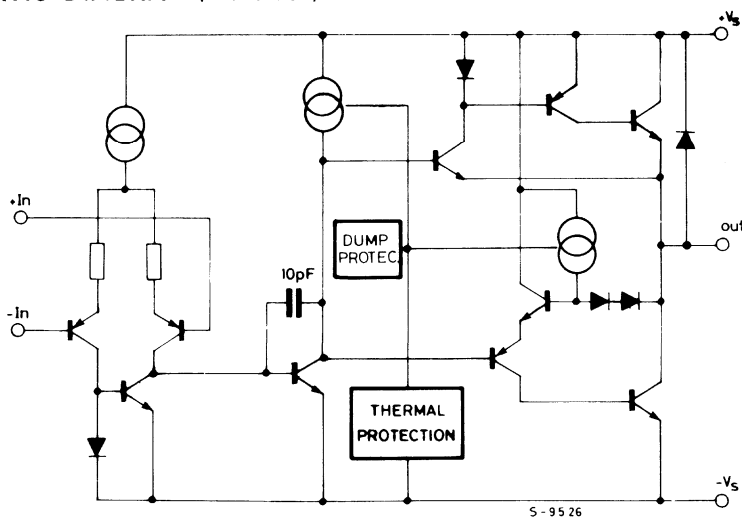 +Vs
+In
DUMP
PROTEC.
out
10pF
-In
THERMAL
PROTECTION
-Vs
S-9526